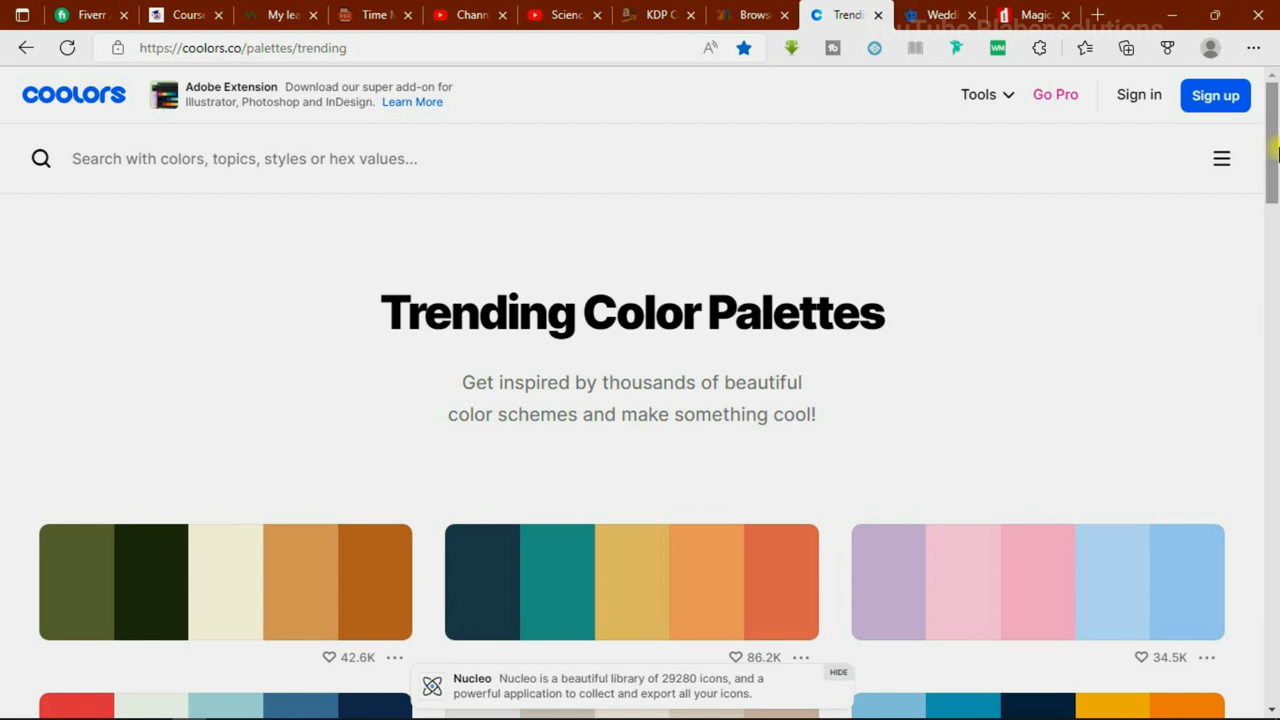 Fiverr
Course
My lea
Time M
Chann
Scienc
KDP C
Brows
Trendi
Weddi
Magic
YouTube Blabensolutions
https://coolors.co/palettes/trending
coolors
Adobe Extension Download our super add-on for
Illustrator, Photoshop and InDesign. Learn More
Tools
Go Pro
Sign in
Sign up
Search with colors, topics, styles or hex values...
Trending Color Palettes
Get inspired by thousands of beautiful
color schemes and make something cool!
42.6K
86.2K
34.5K
Nucleo Nucleo is a beautiful library of 29280 icons, and a
powerful application to collect and export all your icons.
HIDE